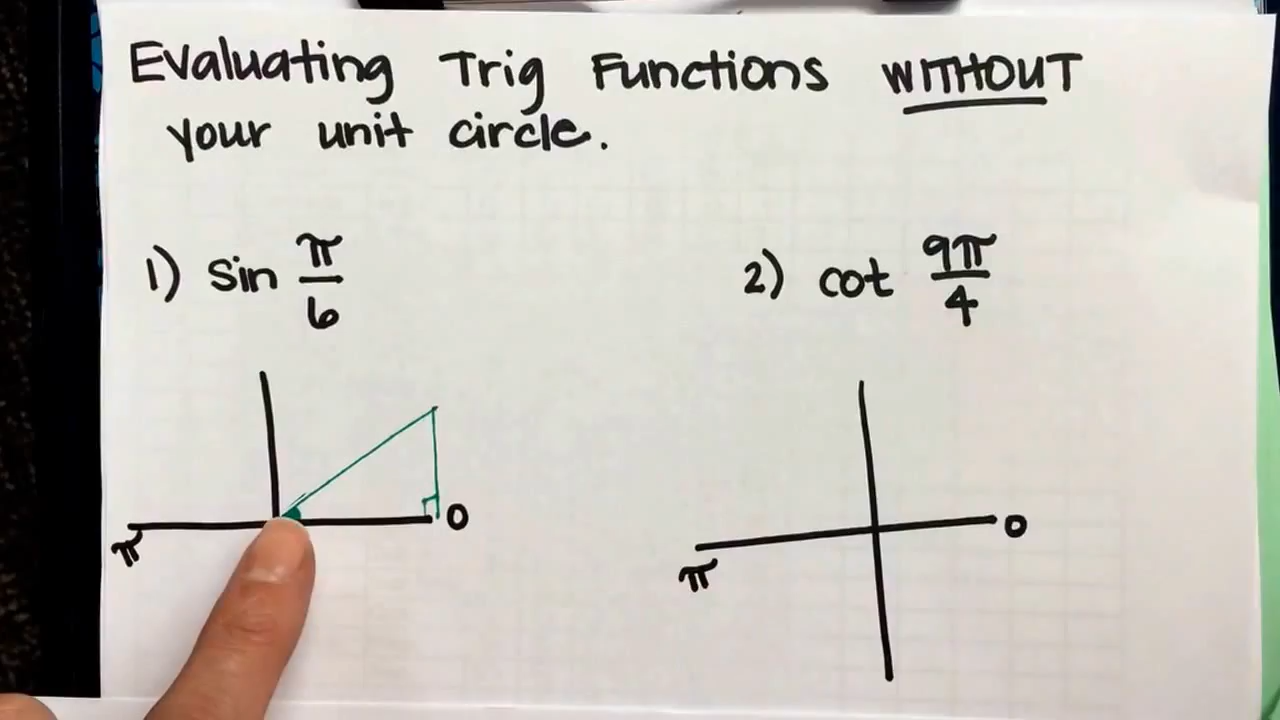 Evaluating Trig Functions WITHOUT
your unit circle.
1) sin π/6
2) cot 9π/4
π 0
π 0